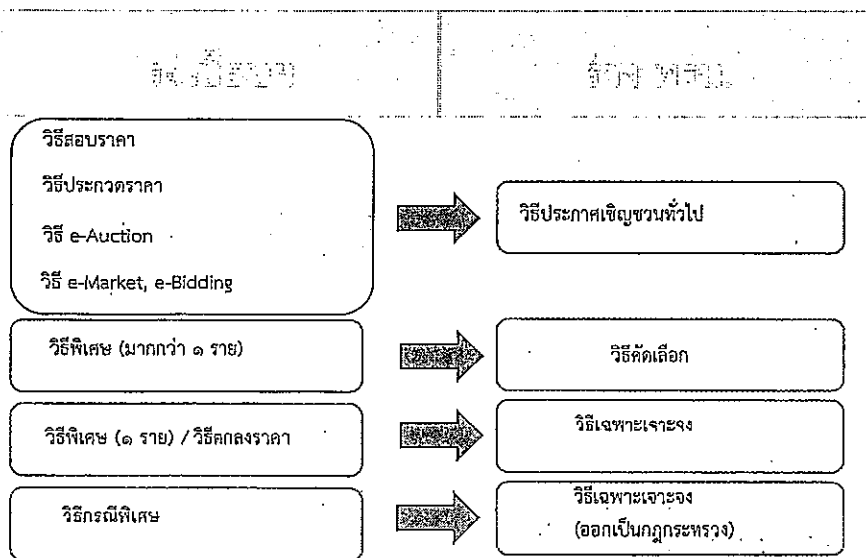 ร่าง พรบ.
วิธีสอบราคา
วิธีประกวดราคา
วิธี e-Auction
วิธี e-Market, e-Bidding
วิธีประกาศเชิญชวนทั่วไป
วิธีพิเศษ (มากกว่า ๑ ราย)
วิธีคัดเลือก
วิธีพิเศษ (๑ ราย) / วิธีตกลงราคา
วิธีเฉพาะเจาะจง
วิธีกรณีพิเศษ
วิธีเฉพาะเจาะจง
(ออกเป็นกฎกระทรวง)